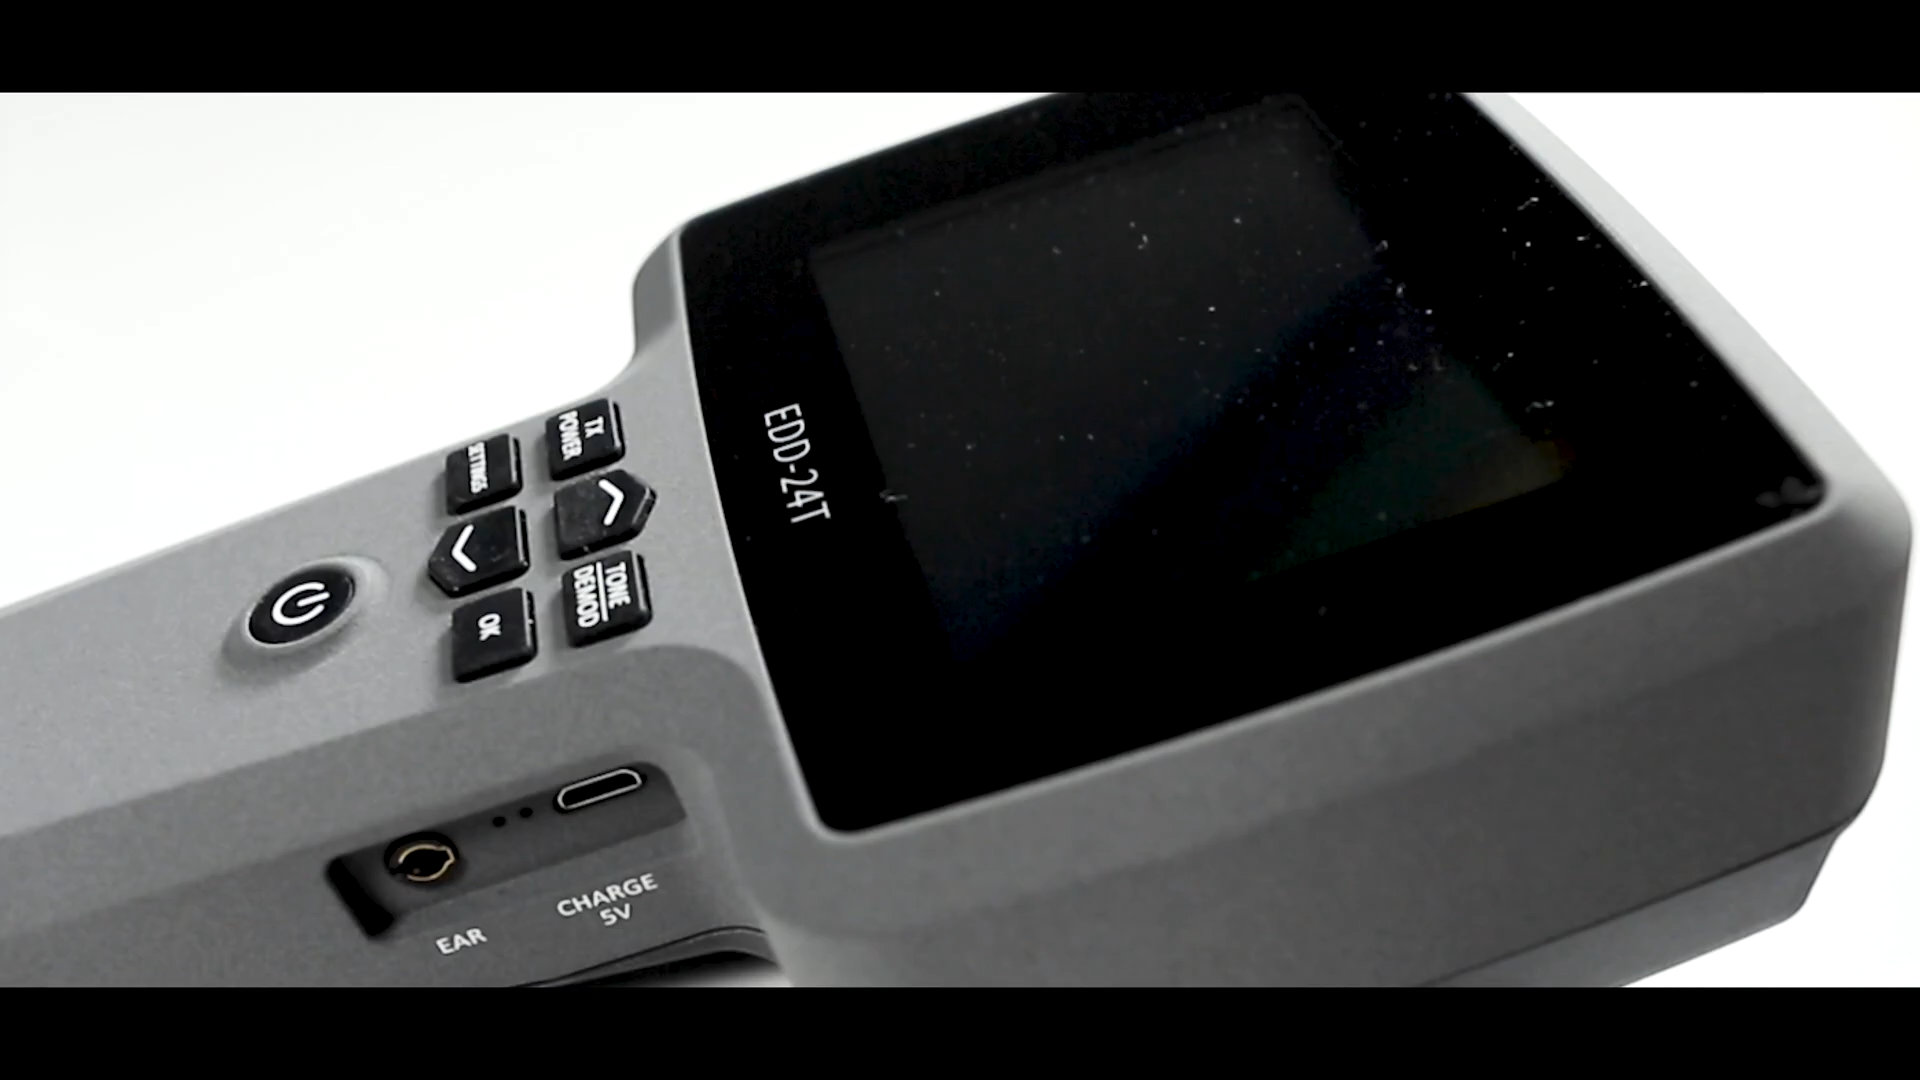 EDD-24T
TX
POWER
SETTINGS
TONE
DEMOD
OK
EAR
CHARGE
5V